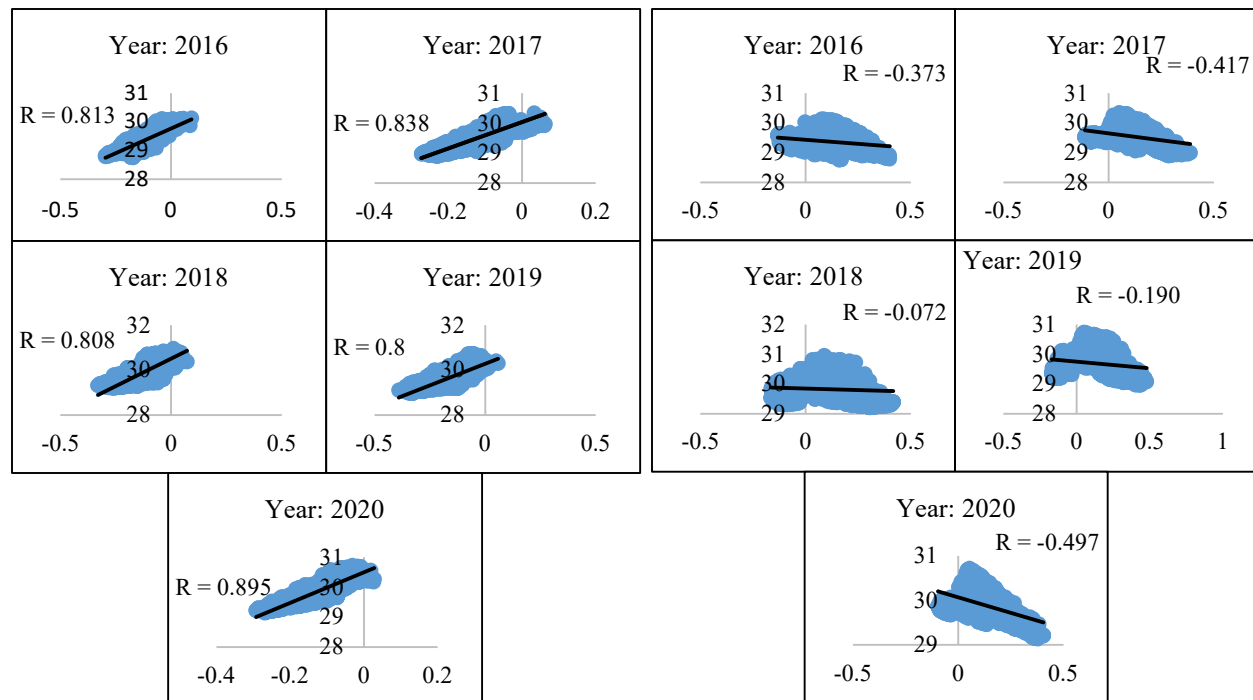 Year: 2016
R = 0.813
31
30
29
28
-0.5 0 0.5
Year: 2017
R = 0.838
31
30
29
28
-0.4 -0.2 0 0.2
Year: 2018
R = 0.808
32
30
28
-0.5 0 0.5
Year: 2019
R = 0.8
32
30
28
-0.5 0 0.5
Year: 2020
R = 0.895
31
30
29
28
-0.4 -0.2 0 0.2
Year: 2016
R = -0.373
31
30
29
28
-0.5 0 0.5
Year: 2017
R = -0.417
31
30
29
28
-0.5 0 0.5
Year: 2018
R = -0.072
32
31
30
29
-0.5 0 0.5
Year: 2019
R = -0.190
31
30
29
28
-0.5 0 0.5 1
Year: 2020
R = -0.497
31
30
29
-0.5 0 0.5